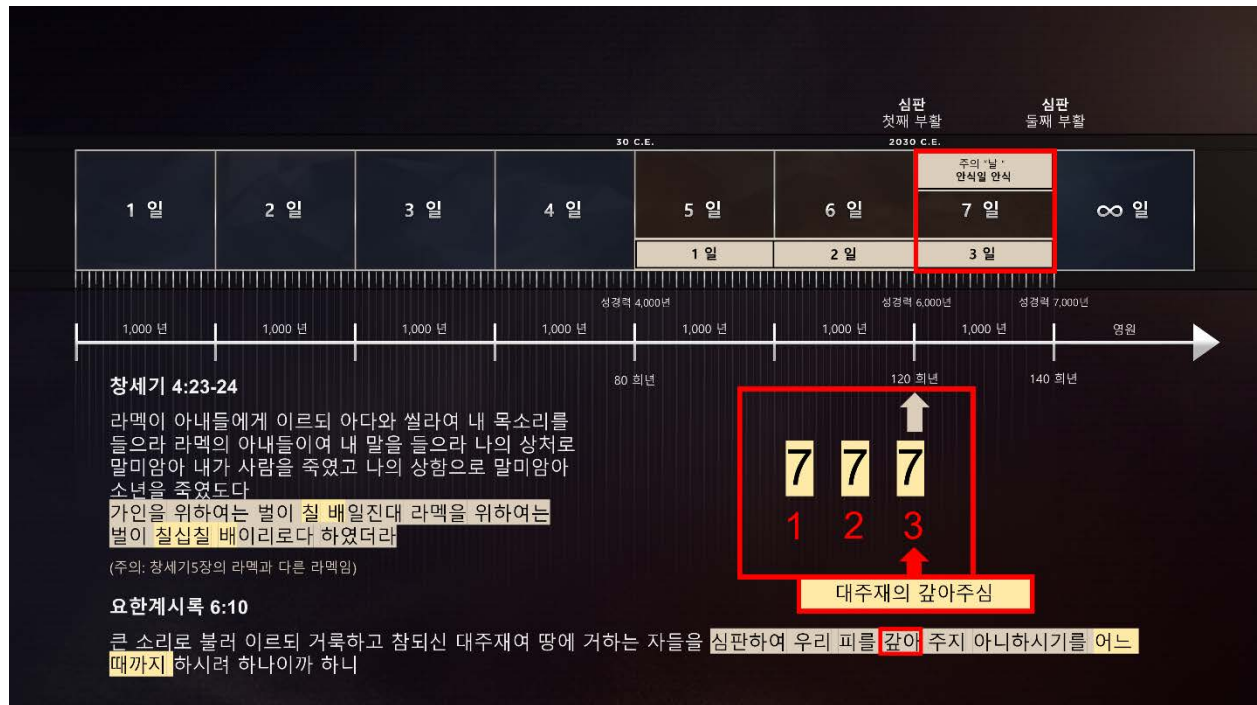 심판
첫째 부활
심판
둘째 부활
30 C.E.
2030 C.E.
1 일
2 일
3 일
4 일
5 일
6 일
주의 "날"
안식일 안식
7 일
∞ 일
1 일
2 일
3 일
성경력 4,000년
성경력 6,000년
성경력 7,000년
1,000 년
1,000 년
1,000 년
1,000 년
1,000 년
1,000 년
1,000 년
영원
80 희년
120 희년
140 희년
창세기 4:23-24
라멕이 아내들에게 이르되 아다와 씰라여 내 목소리를
들으라 라멕의 아내들이여 내 말을 들으라 나의 상처로
말미암아 내가 사람을 죽였고 나의 상함으로 말미암아
소년을 죽였도다
가인을 위하여는 벌이 칠 배일진대 라멕을 위하여는
벌이 칠십칠 배이리로다 하였더라
(주의: 창세기5장의 라멕과 다른 라멕임)
7 7 7
1 2 3
대주재의 갚아주심
요한계시록 6:10
큰 소리로 불러 이르되 거룩하고 참되신 대주재여 땅에 거하는 자들을 심판하여 우리 피를 갚아 주지 아니하시기를 어느
때까지 하시려 하나이까 하니